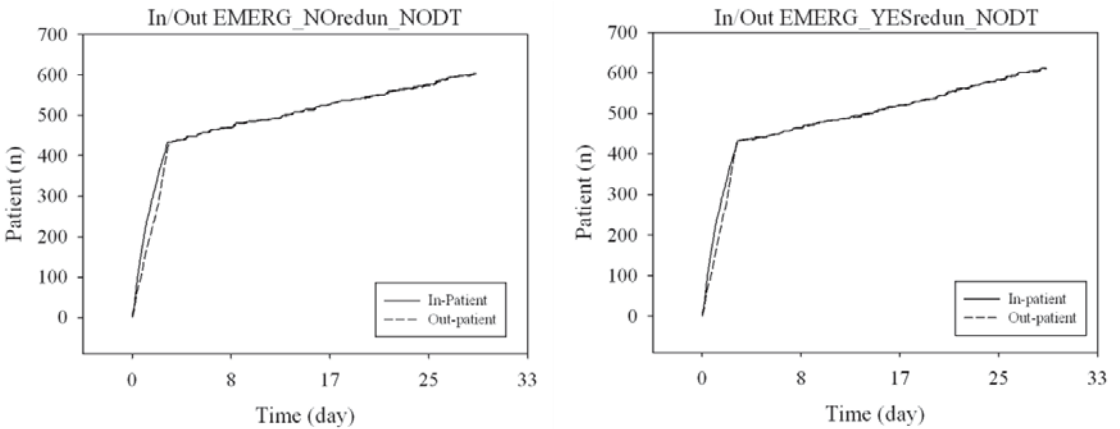 In/Out EMERG_NOredun_NODT
700
600
500
400
300
200
100
0
Patient (n)
In-Patient
Out-patient
0 8 17 25 33
Time (day)
In/Out EMERG_YESredun_NODT
700
600
500
400
300
200
100
0
Patient (n)
In-patient
Out-patient
0 8 17 25 33
Time (day)